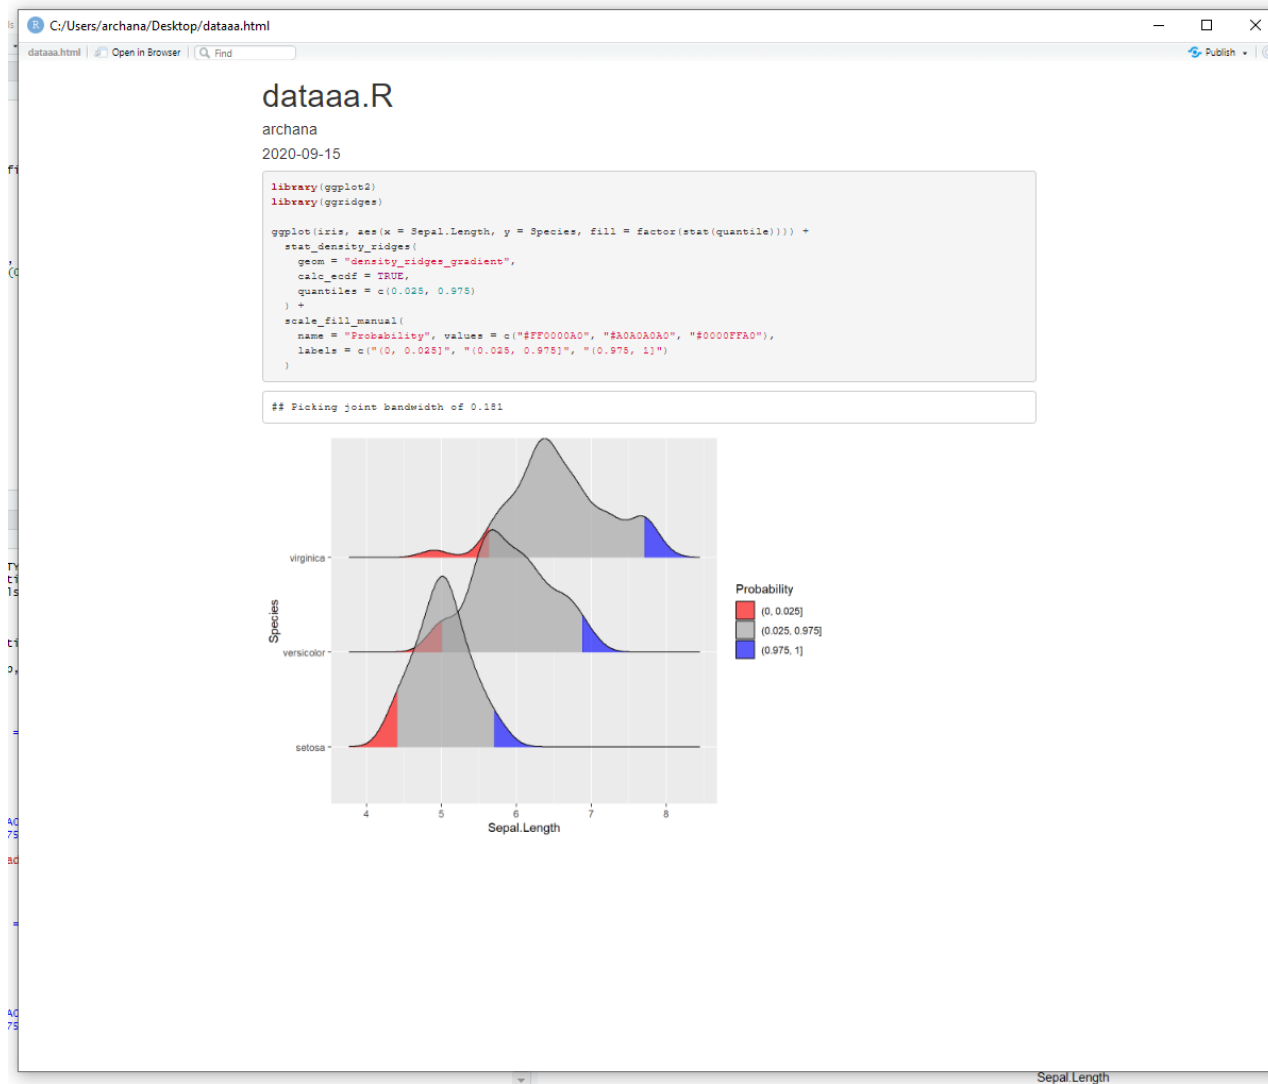 C:/Users/archana/Desktop/dataaa.html
dataaa.html Open in Browser Find Publish
dataaa.R
archana
2020-09-15
library(ggplot2)
library(ggridges)
ggplot(iris, aes(x = Sepal.Length, y = Species, fill = factor(stat(quantile)))) +
stat_density_ridges(
geom = "density_ridges_gradient",
calc_ecdf = TRUE,
quantiles = c(0.025, 0.975)
) +
scale_fill_manual(
name = "Probability", values = c("#FF0000A0", "#A0A0A0A0", "#0000FFA0"),
labels = c("(0, 0.025]", "(0.025, 0.975]", "(0.975, 1]")
)
## Picking joint bandwidth of 0.181
virginica
versicolor
setosa
Species
4 5 6 7 8
Sepal.Length
Probability
(0, 0.025]
(0.025, 0.975]
(0.975, 1]
Sepal.Length